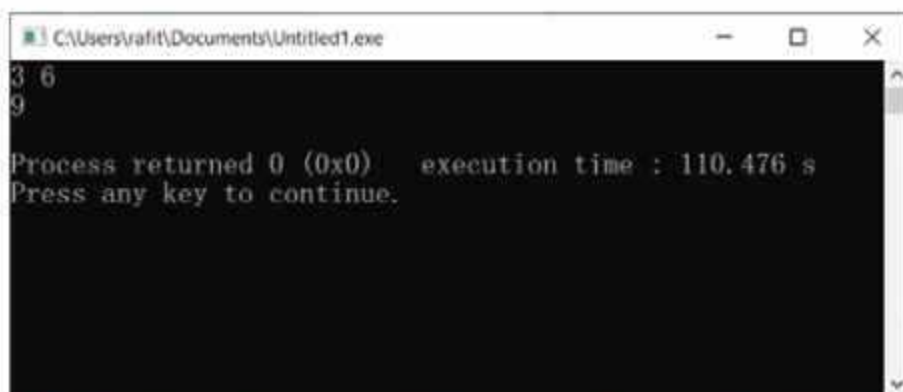 C:\Users\rafit\Documents\Untitled1.exe
3 6
9
Process returned 0 (0x0)   execution time : 110.476 s
Press any key to continue.